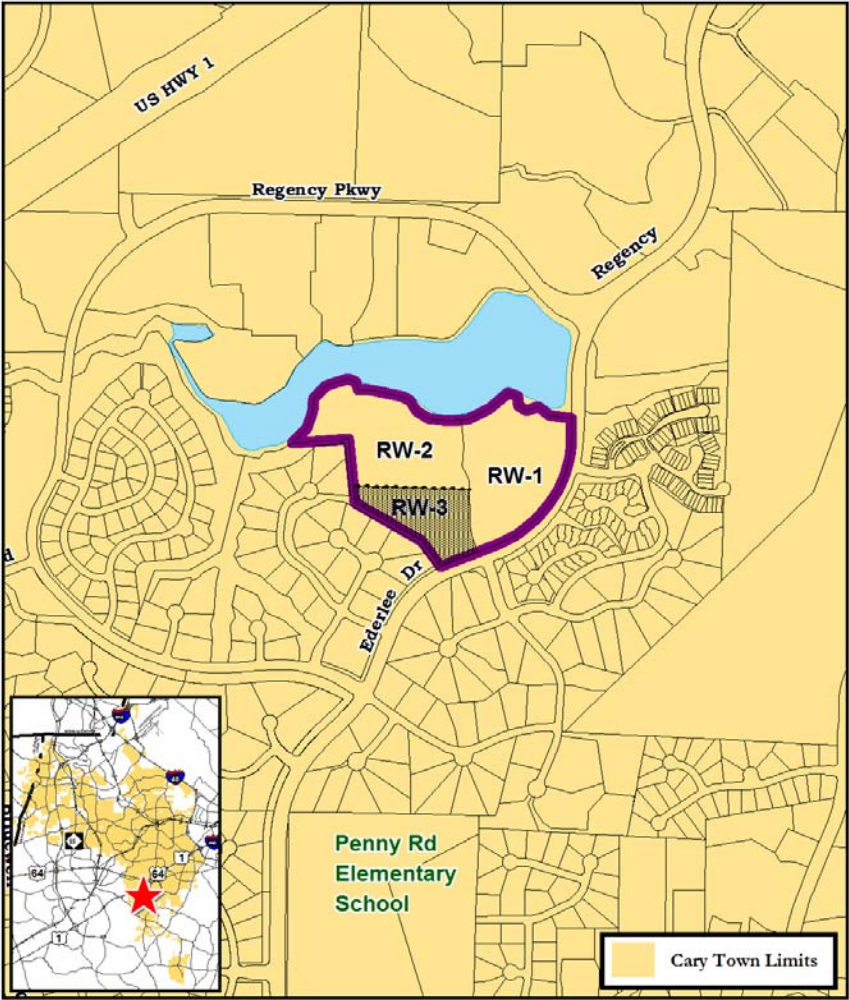 US HWY 1
Regency Pkwy
Regency
RW-2
RW-1
RW-3
Ederlee Dr
d
64
1
64
1
Penny Rd
Elementary
School
Cary Town Limits